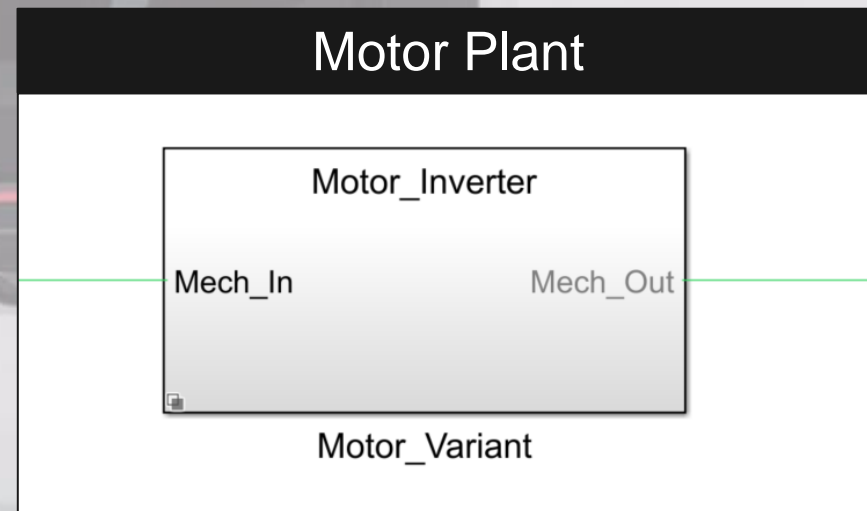 Motor Plant
Motor_Inverter
Mech_In
Mech_Out
Motor_Variant